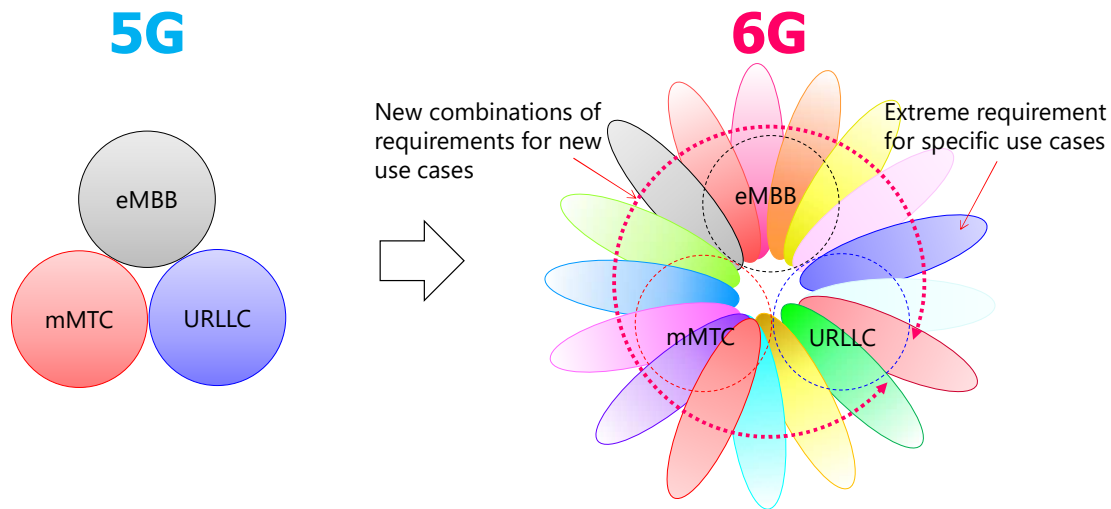 5G
6G
New combinations of
requirements for new
use cases
Extreme requirement
for specific use cases
eMBB
mMTC
URLLC
eMBB
mMTC
URLLC